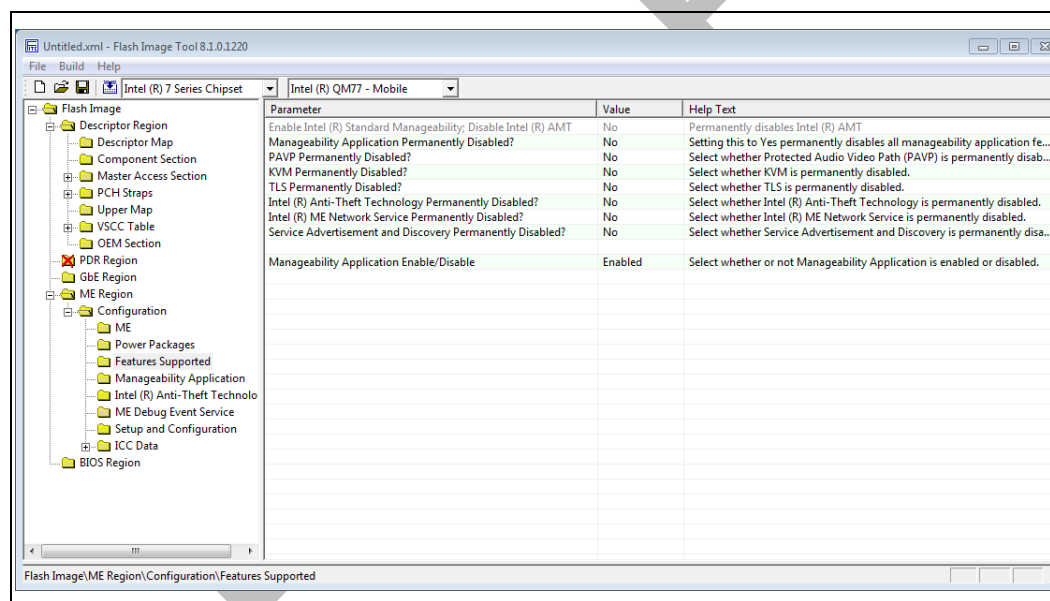 Untitled.xml - Flash Image Tool 8.1.0.1220
File Build Help
Intel (R) 7 Series Chipset Intel (R) QM77 - Mobile
Flash Image
Descriptor Region
Descriptor Map
Component Section
Master Access Section
PCH Straps
Upper Map
VSCC Table
OEM Section
PDR Region
GbE Region
ME Region
Configuration
ME
Power Packages
Features Supported
Manageability Application
Intel (R) Anti-Theft Technolo
ME Debug Event Service
Setup and Configuration
ICC Data
BIOS Region
Parameter Value Help Text
Enable Intel (R) Standard Manageability; Disable Intel (R) AMT No Permanently disables Intel (R) AMT
Manageability Application Permanently Disabled? No Setting this to Yes permanently disables all manageability application fe...
PAVP Permanently Disabled? No Select whether Protected Audio Video Path (PAVP) is permanently disab...
KVM Permanently Disabled? No Select whether KVM is permanently disabled.
TLS Permanently Disabled? No Select whether TLS is permanently disabled.
Intel (R) Anti-Theft Technology Permanently Disabled? No Select whether Intel (R) Anti-Theft Technology is permanently disabled.
Intel (R) ME Network Service Permanently Disabled? No Select whether Intel (R) ME Network Service is permanently disabled.
Service Advertisement and Discovery Permanently Disabled? No Select whether Service Advertisement and Discovery is permanently disa...
Manageability Application Enable/Disable Enabled Select whether or not Manageability Application is enabled or disabled.
Flash Image\ME Region\Configuration\Features Supported